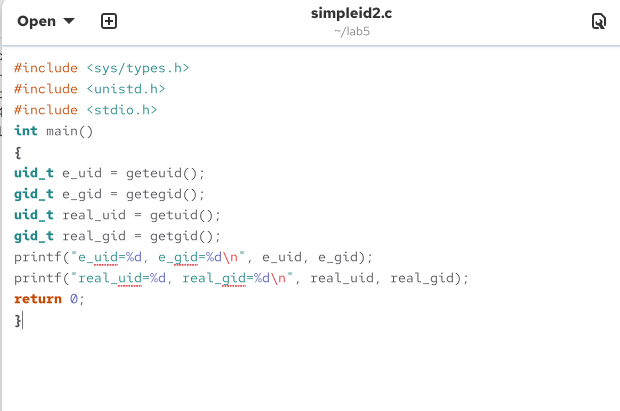 Open
simpleid2.c
~/lab5
#include <sys/types.h>
#include <unistd.h>
#include <stdio.h>
int main()
{
uid_t e_uid = geteuid();
gid_t e_gid = getegid();
uid_t real_uid = getuid();
gid_t real_gid = getgid();
printf("e_uid=%d, e_gid=%d\n", e_uid, e_gid);
printf("real_uid=%d, real_gid=%d\n", real_uid, real_gid);
return 0;
}